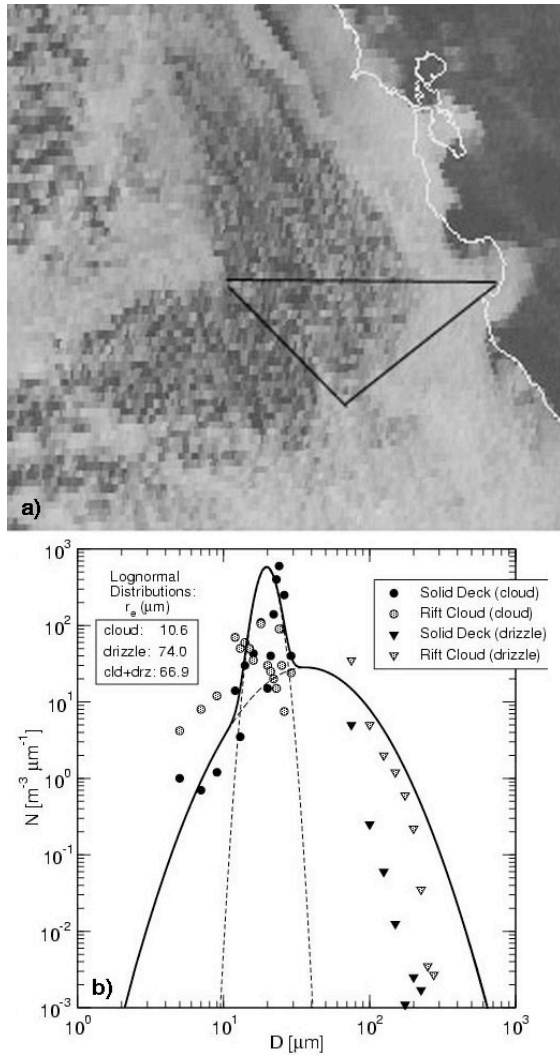 a)
10³
10²
10¹
10⁰
10⁻¹
10⁻²
10⁻³
N [m⁻³ μm⁻¹]
Lognormal
Distributions:
rₑ (μm)
cloud: 10.6
drizzle: 74.0
cld+drz: 66.9
Solid Deck (cloud)
Rift Cloud (cloud)
Solid Deck (drizzle)
Rift Cloud (drizzle)
b)
10⁰ 10¹ 10² 10³
D [μm]